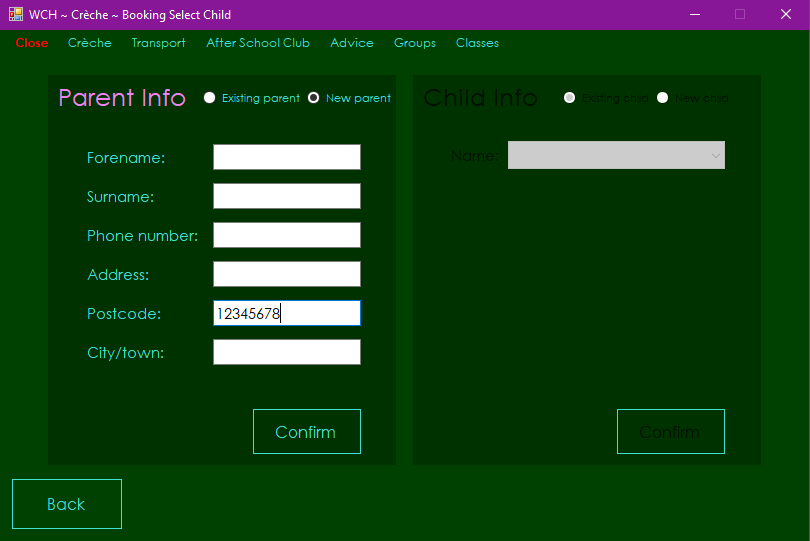 WCH ~ Crèche ~ Booking Select Child
Close Crèche Transport After School Club Advice Groups Classes
Parent Info Existing parent New parent
Forename:
Surname:
Phone number:
Address:
Postcode: 12345678
City/town:
Confirm
Child Info Existing child New child
Name:
Confirm
Back